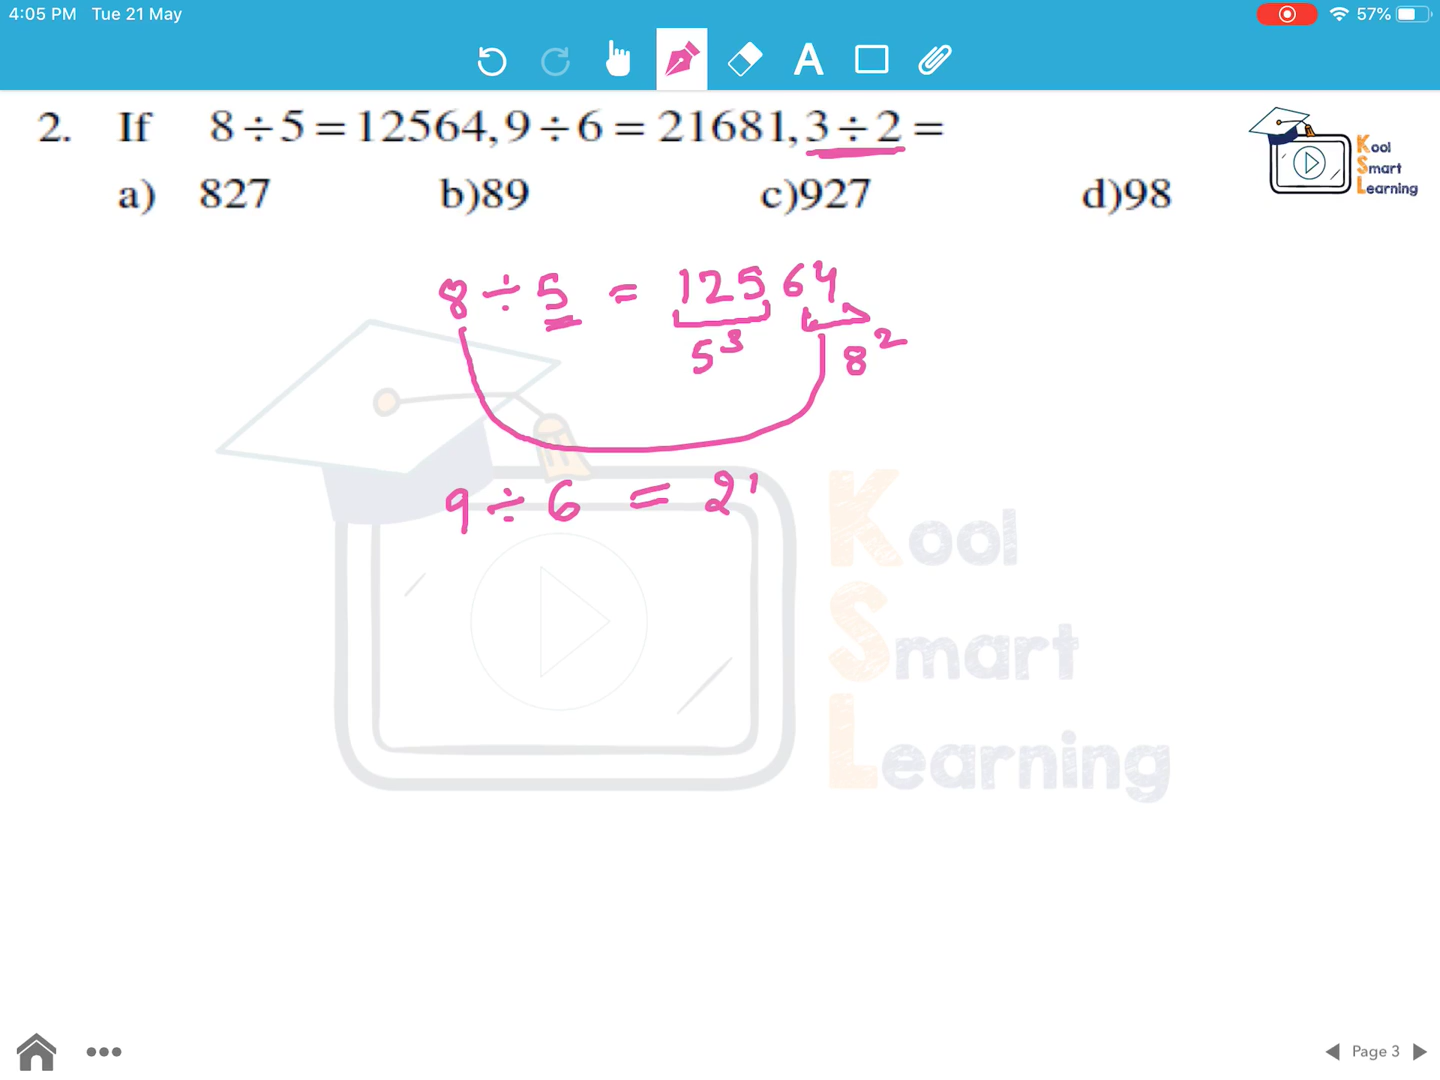 4:05 PM Tue 21 May 57%
A
2. If 8÷5=12564,9÷6=21681,3÷2=
a) 827 b)89 c)927 d)98
Kool
Smart
Learning
8÷5 = 12564
5³ 8²
9÷6 = 21
Kool
Smart
Learning
Page 3